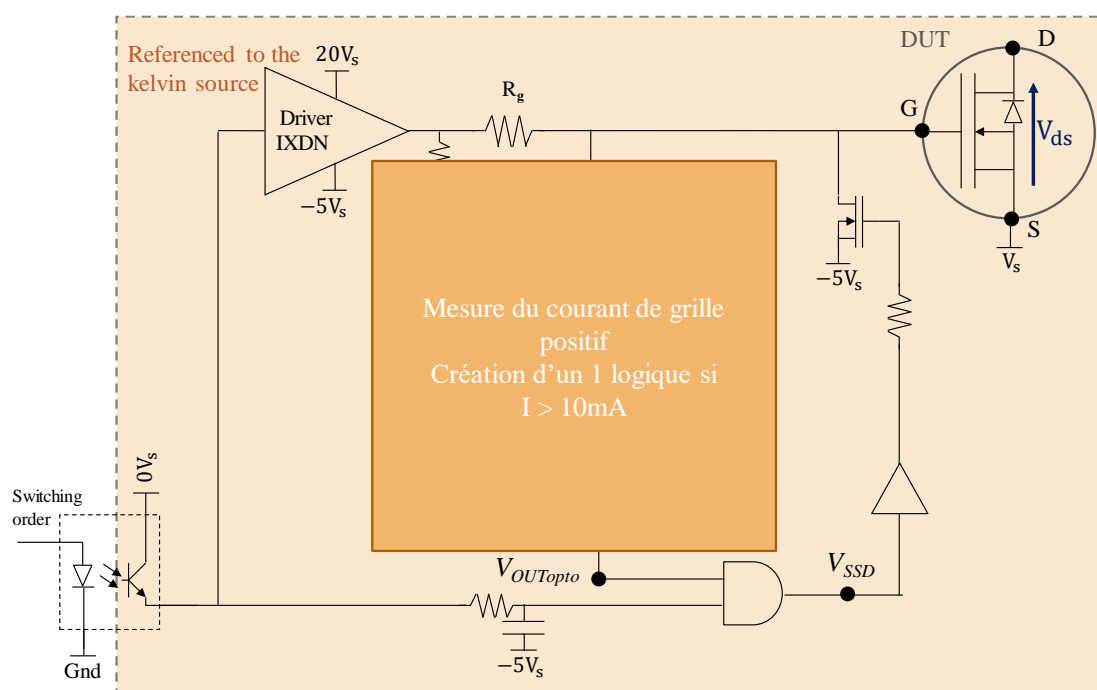 Referenced to the
kelvin source
DUT
D
20Vs
Driver
IXDN
Rg
G
Vds
−5Vs
S
Vs
−5Vs
Mesure du courant de grille
positif
Création d'un 1 logique si
I > 10mA
0Vs
Switching
order
VOUTopto
VSSD
−5Vs
Gnd